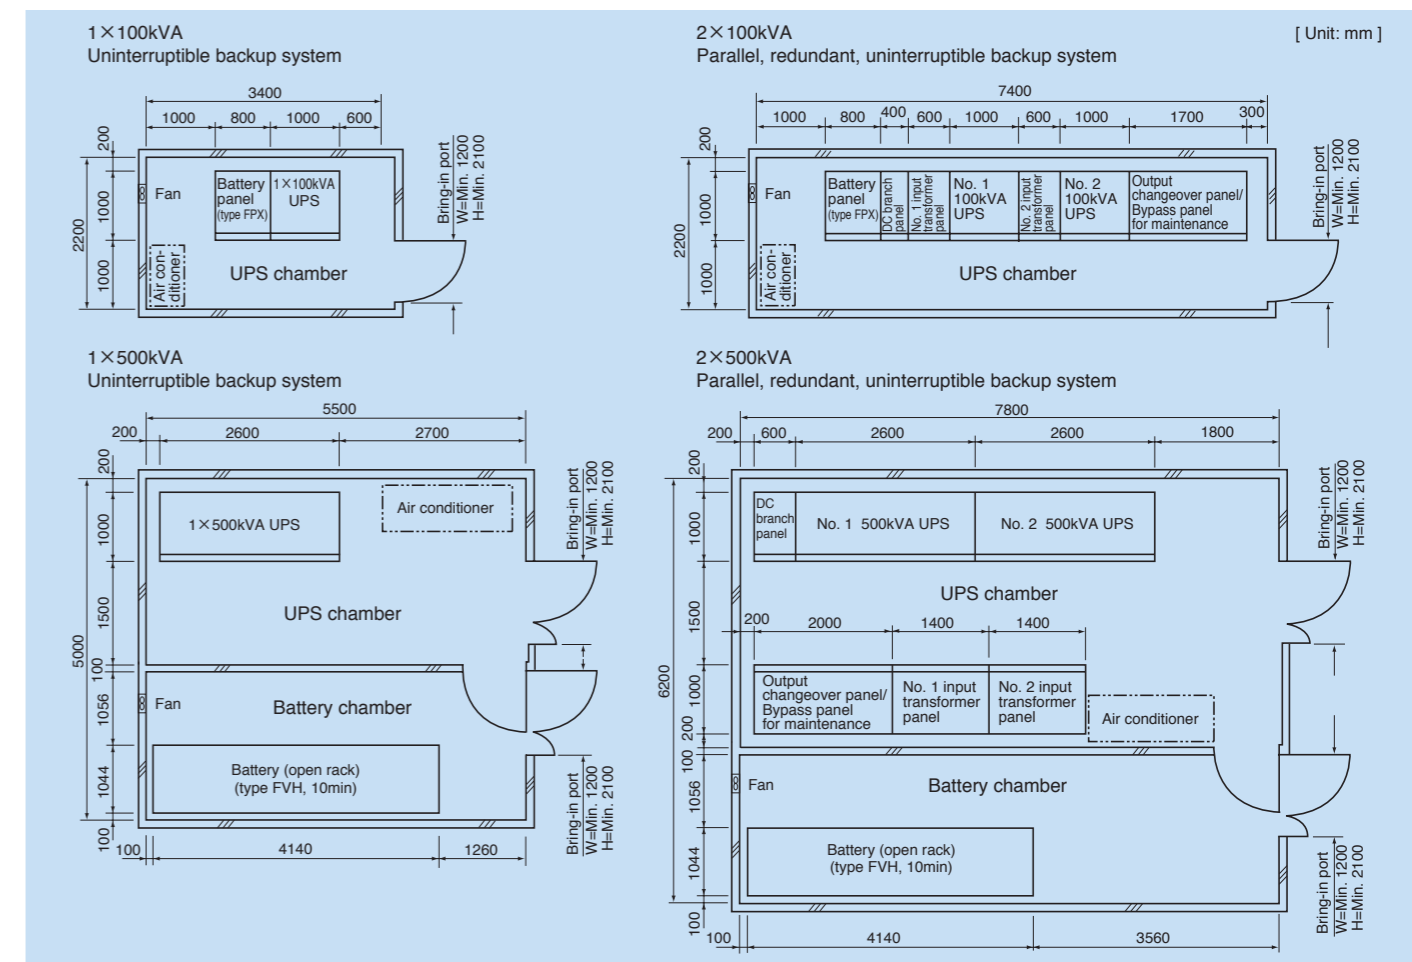 1×100kVA
Uninterruptible backup system
3400
1000 800 1000 600
200
1000
2200
1000
Fan
Battery
panel
(type FPX)
1×100kVA
UPS
Air con-
ditioner
UPS chamber
Bring-in port
W=Min. 1200
H=Min. 2100
2×100kVA
Parallel, redundant, uninterruptible backup system
[ Unit: mm ]
7400
1000 800 400 600 1000 600 1000 1700 300
200
1000
2200
1000
Fan
Battery
panel
(type FPX)
DC branch
panel
No. 1 input
transformer
panel
No. 1
100kVA
UPS
No. 2 input
transformer
panel
No. 2
100kVA
UPS
Output
changeover panel/
Bypass panel
for maintenance
Air con-
ditioner
UPS chamber
Bring-in port
W=Min. 1200
H=Min. 2100
1×500kVA
Uninterruptible backup system
5500
200 2600 2700
200
1000
1500
5000
100
1056
1044
100
1×500kVA UPS
Air conditioner
UPS chamber
Bring-in port
W=Min. 1200
H=Min. 2100
Fan
Battery chamber
Battery (open rack)
(type FVH, 10min)
Bring-in port
W=Min. 1200
H=Min. 2100
100 4140 1260
2×500kVA
Parallel, redundant, uninterruptible backup system
7800
200 600 2600 2600 1800
200
1000
1500
6200
1000
200
100
1056
1044
100
DC
branch
panel
No. 1 500kVA UPS
No. 2 500kVA UPS
UPS chamber
Bring-in port
W=Min. 1200
H=Min. 2100
200 2000 1400 1400
Output
changeover panel/
Bypass panel
for maintenance
No. 1 input
transformer
panel
No. 2 input
transformer
panel
Air conditioner
Fan
Battery chamber
Battery (open rack)
(type FVH, 10min)
Bring-in port
W=Min. 1200
H=Min. 2100
100 4140 3560